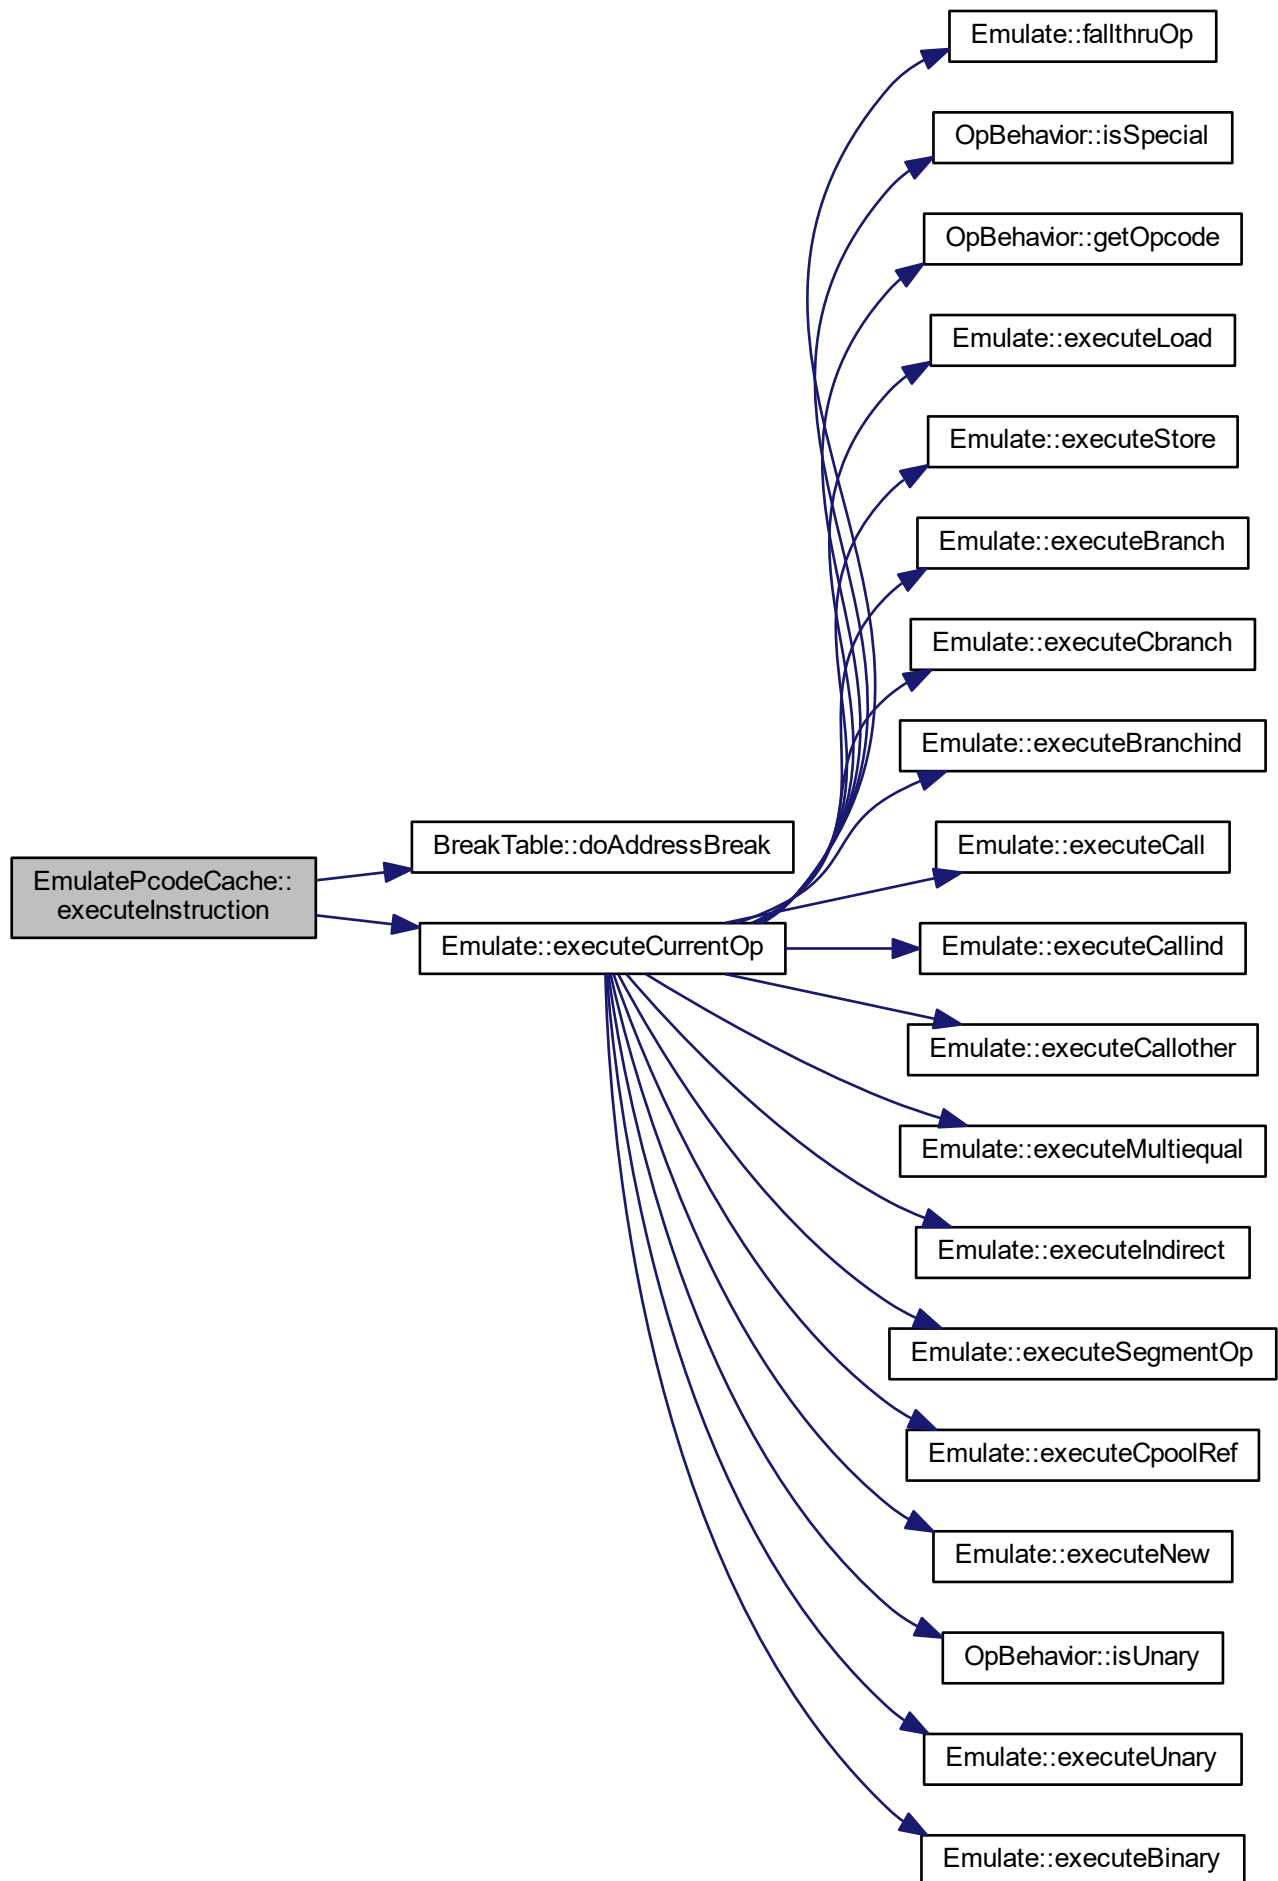 Emulate::fallthruOp
OpBehavior::isSpecial
OpBehavior::getOpcode
Emulate::executeLoad
Emulate::executeStore
Emulate::executeBranch
Emulate::executeCbranch
Emulate::executeBranchind
BreakTable::doAddressBreak
Emulate::executeCall
EmulatePcodeCache::
executeInstruction
Emulate::executeCurrentOp
Emulate::executeCallind
Emulate::executeCallother
Emulate::executeMultiequal
Emulate::executeIndirect
Emulate::executeSegmentOp
Emulate::executeCpoolRef
Emulate::executeNew
OpBehavior::isUnary
Emulate::executeUnary
Emulate::executeBinary